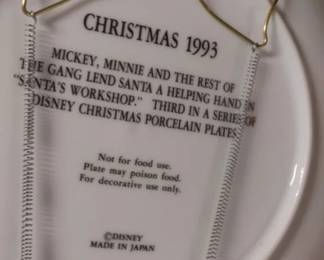 CHRISTMAS 1993
MICKEY, MINNIE AND THE REST OF
THE GANG LEND SANTA A HELPING HAND IN
"SANTA'S WORKSHOP." THIRD IN A SERIES OF
DISNEY CHRISTMAS PORCELAIN PLATES
Not for food use.
Plate may poison food.
For decorative use only.
©DISNEY
MADE IN JAPAN